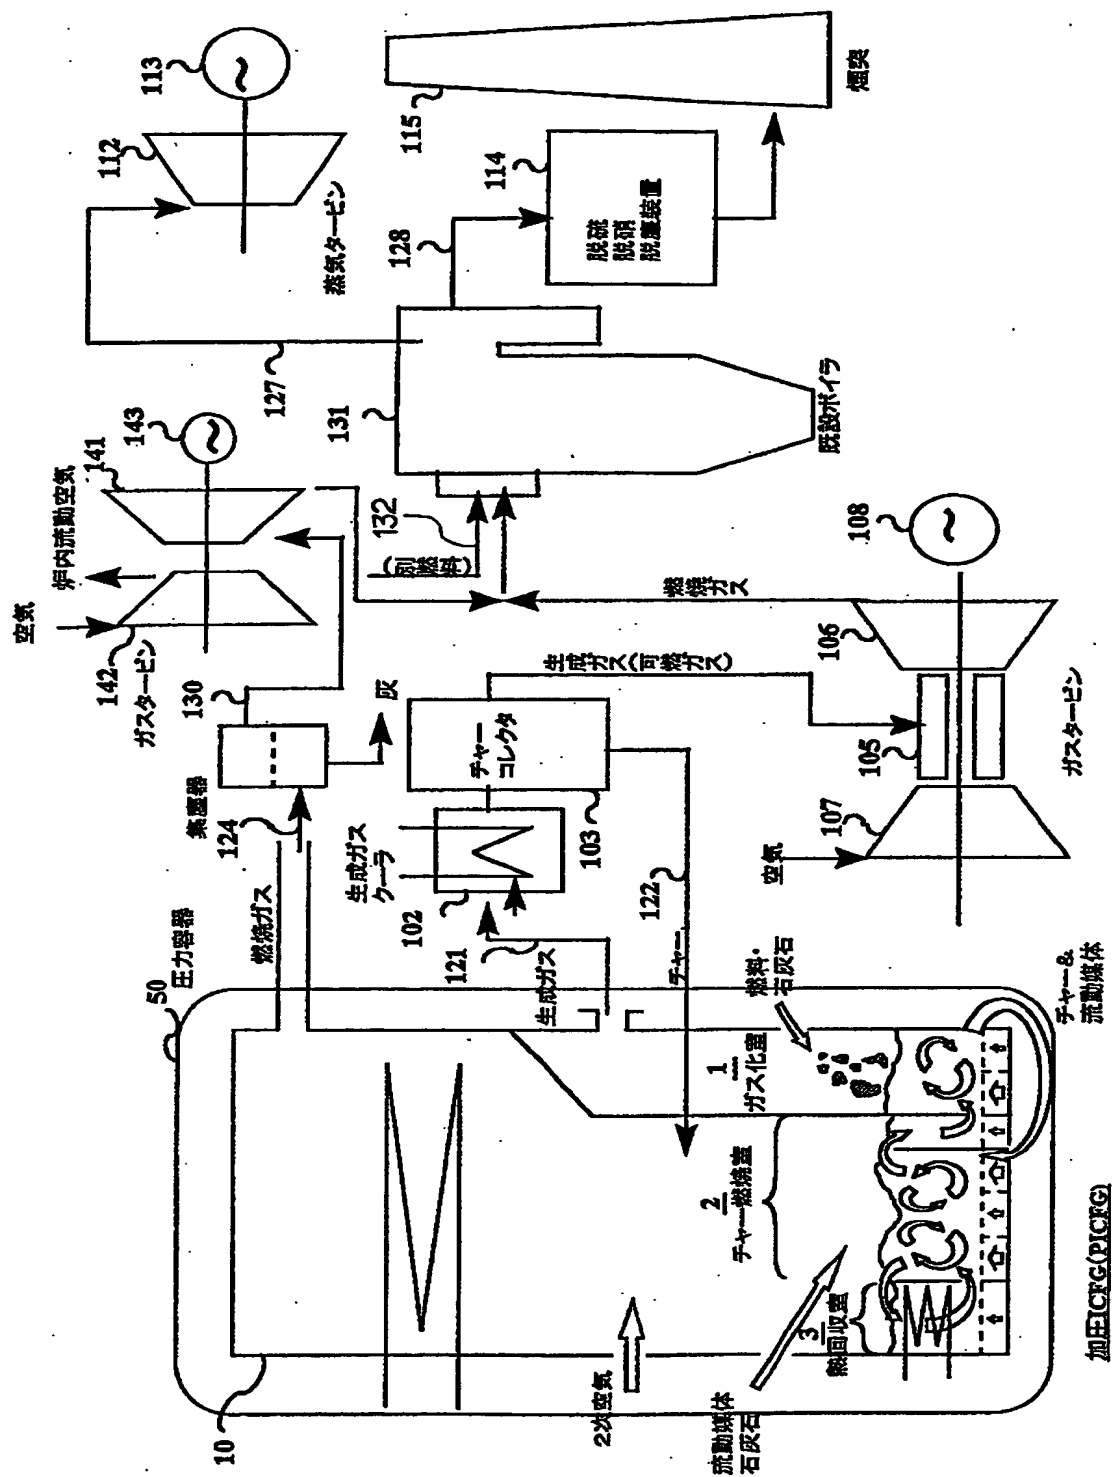 113
112
蒸気タービン
115
煙突
114
脱硫
脱硝
脱塵装置
128
127
131
既設ボイラ
132
(別燃料)
143
141
炉内流動空気
空気
142
ガスタービン
130
灰
集塵器
124
燃焼ガス
生成ガス
クーラ
102
チャー
コレクタ
103
生成ガス(可燃ガス)
燃焼ガス
108
106
105
107
ガスタービン
空気
122
チャー
121
生成ガス
50
圧力容器
燃料・
石灰石
1
ガス化室
2
チャー燃焼室
3
熱回収室
チャー&
流動媒体
10
2次空気
流動媒体
石灰石
加圧ICFG(PICFG)